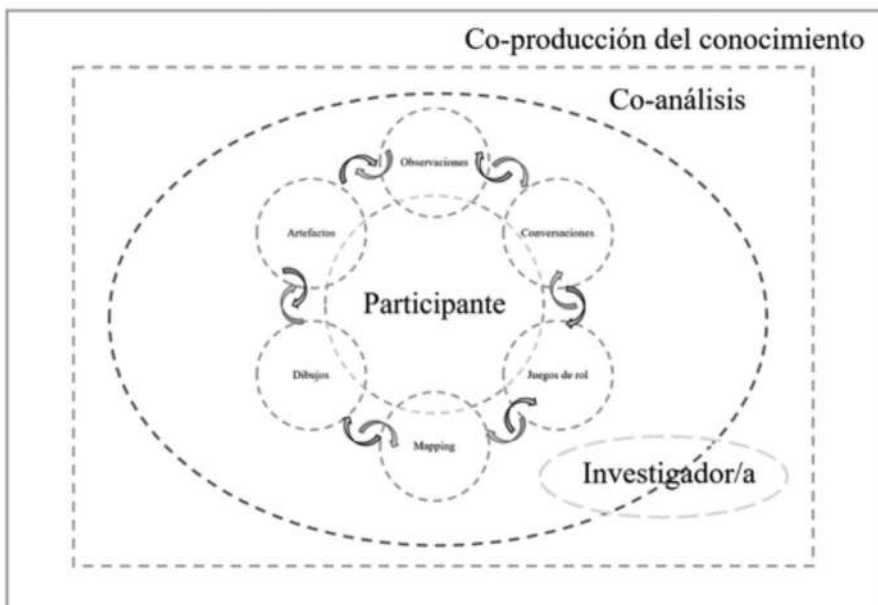 Co-producción del conocimiento
Co-análisis
Observaciones
Artefactos
Conversaciones
Participante
Dibujos
Juegos de rol
Mapping
Investigador/a